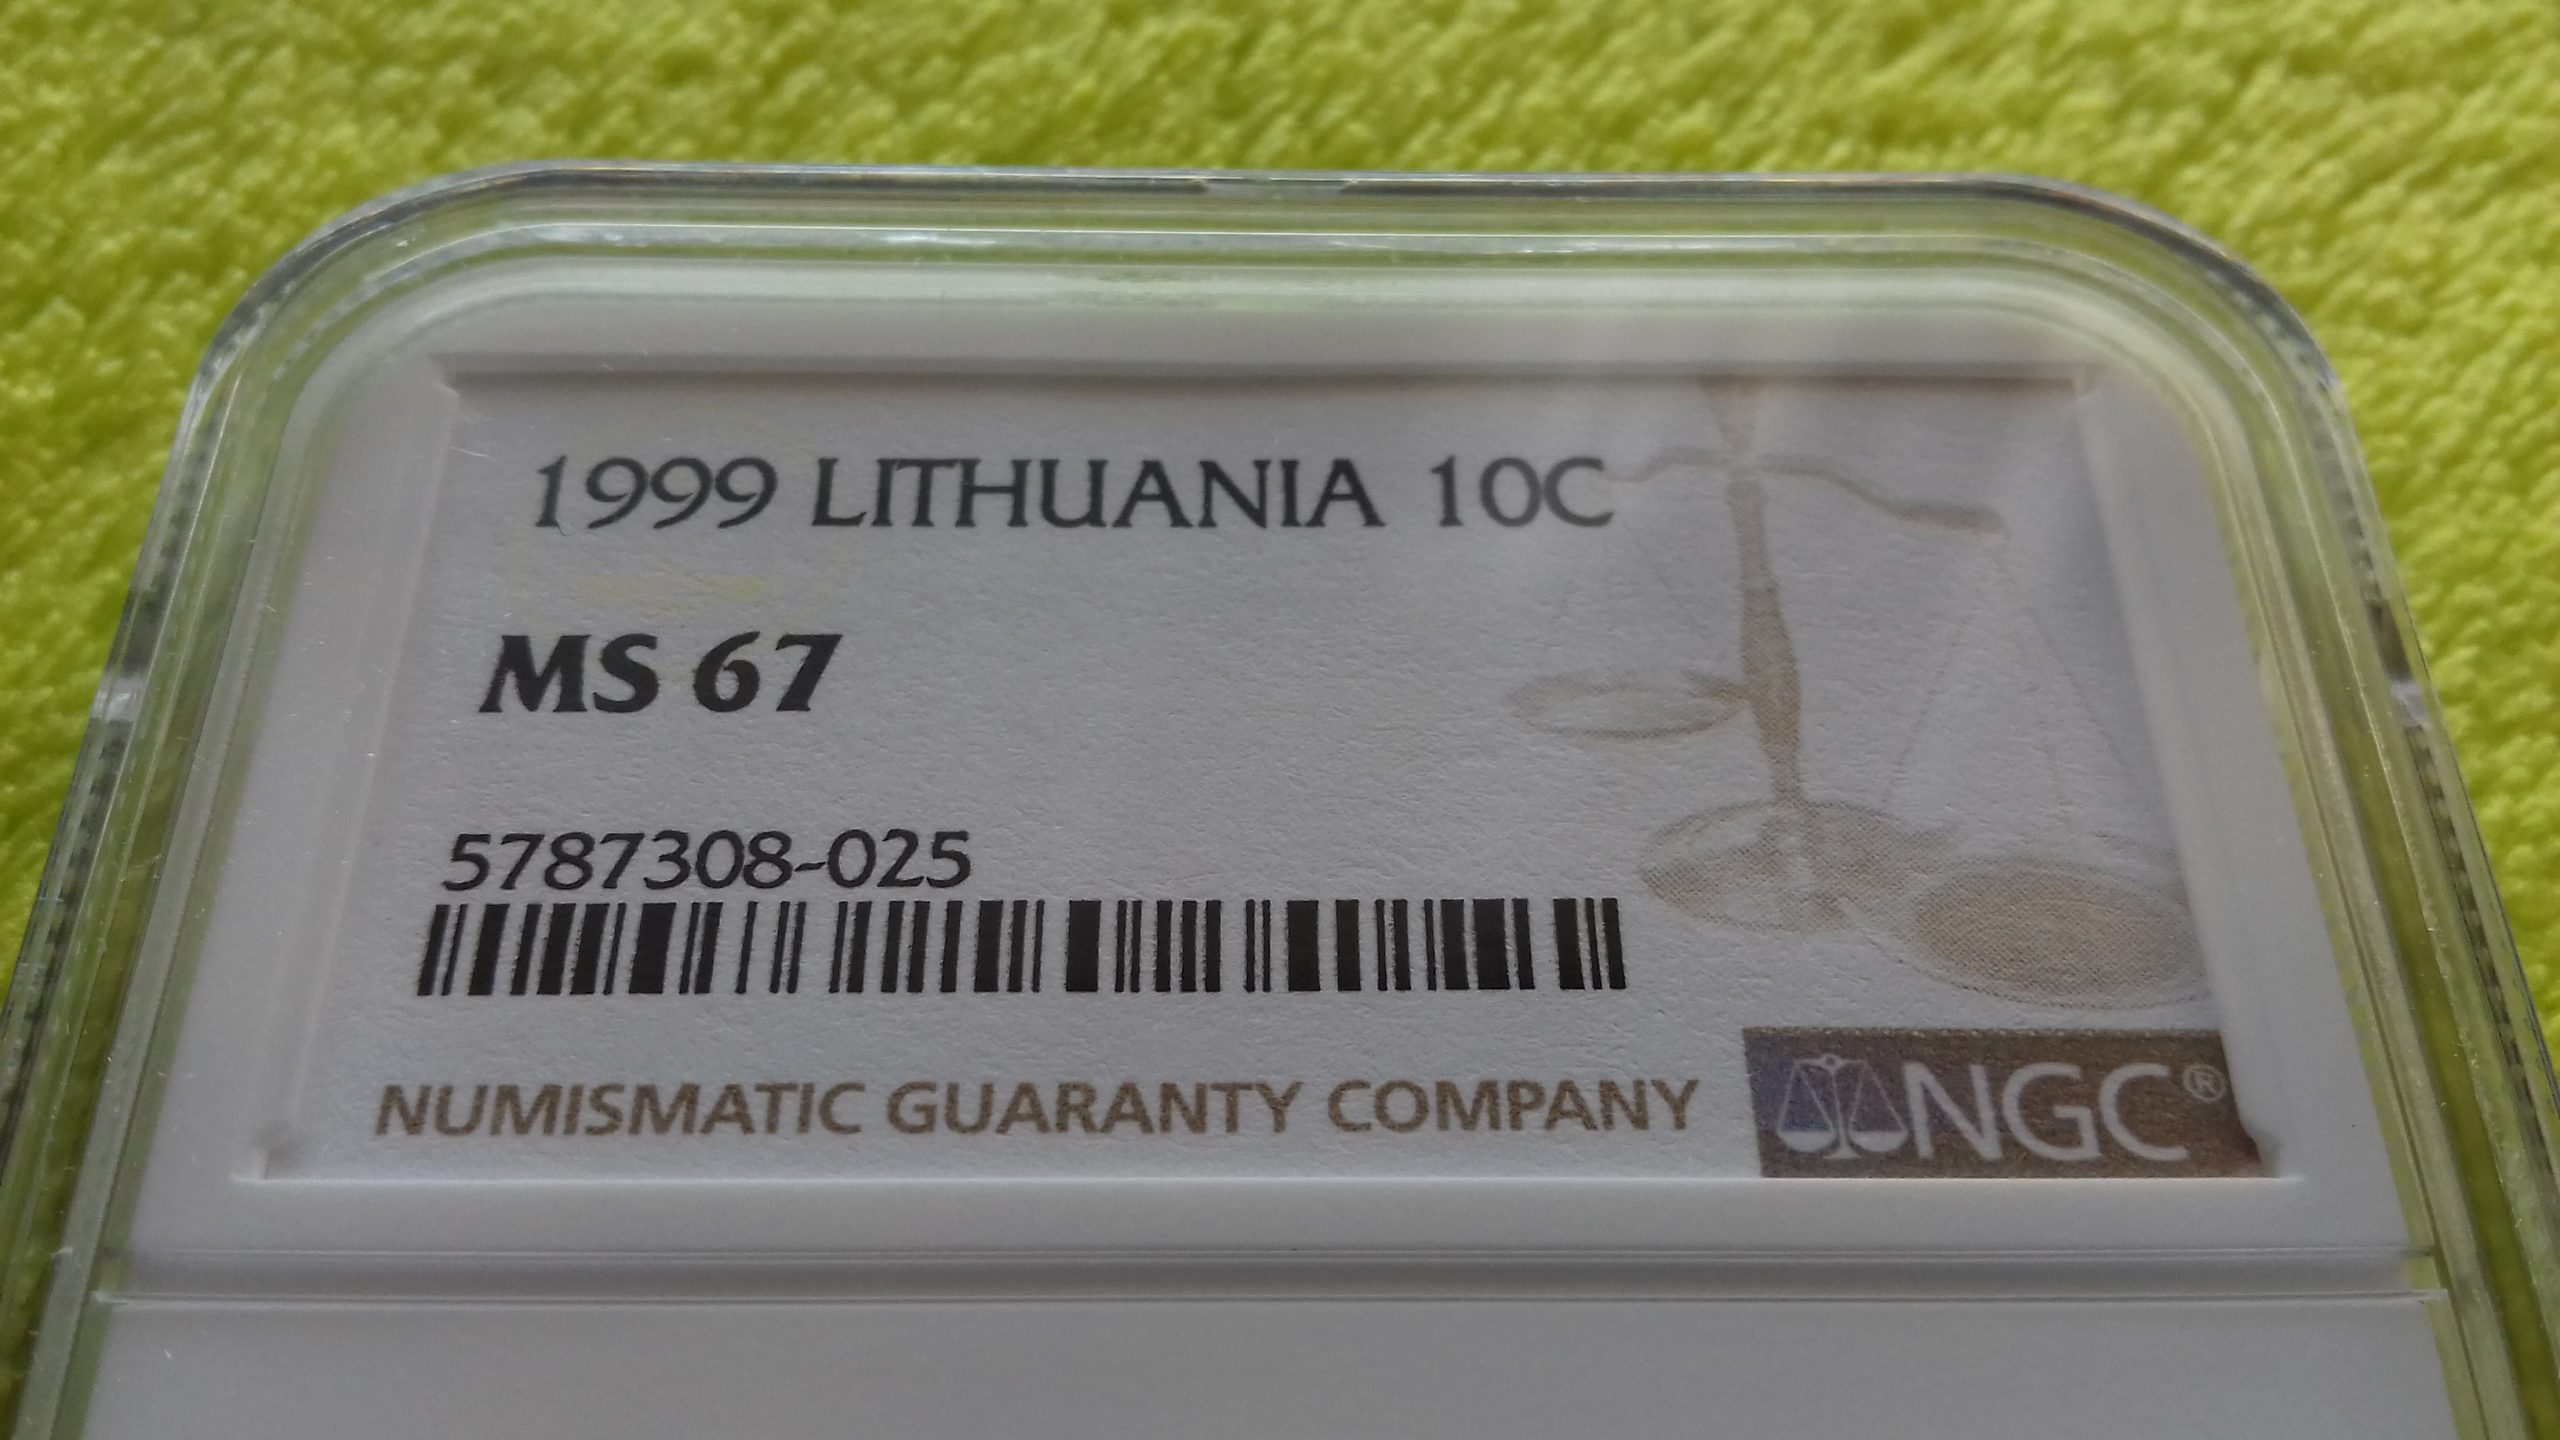 1999 LITHUANIA 10C
MS 67
5787308-025
NUMISMATIC GUARANTY COMPANY
NGC®